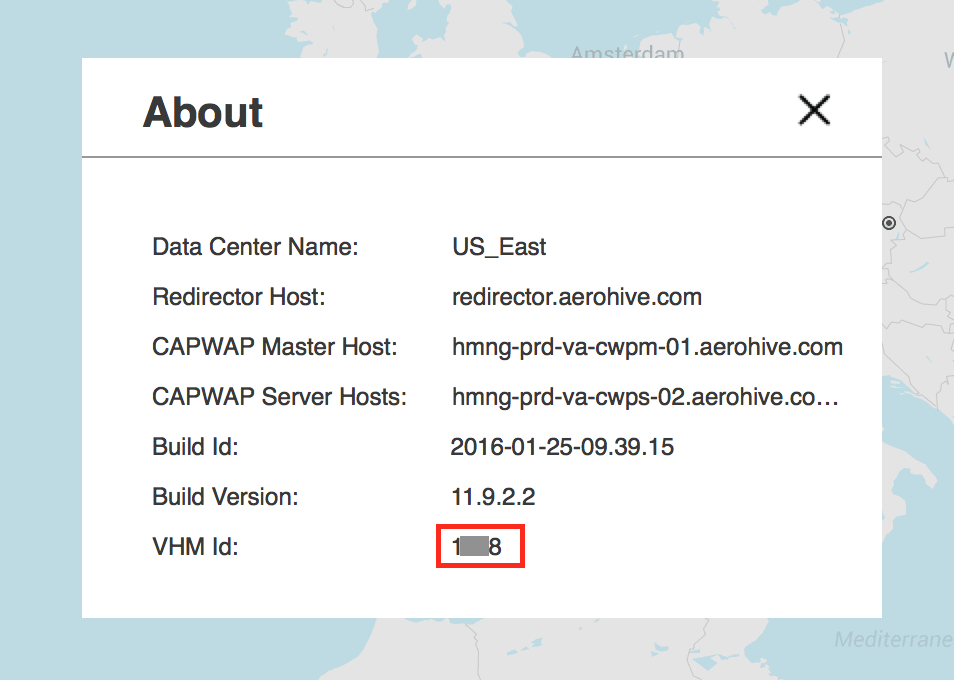 Amsterdam
W
About
Data Center Name: US_East
Redirector Host: redirector.aerohive.com
CAPWAP Master Host: hmng-prd-va-cwpm-01.aerohive.com
CAPWAP Server Hosts: hmng-prd-va-cwps-02.aerohive.co…
Build Id: 2016-01-25-09.39.15
Build Version: 11.9.2.2
VHM Id: 1 8
Mediterrane